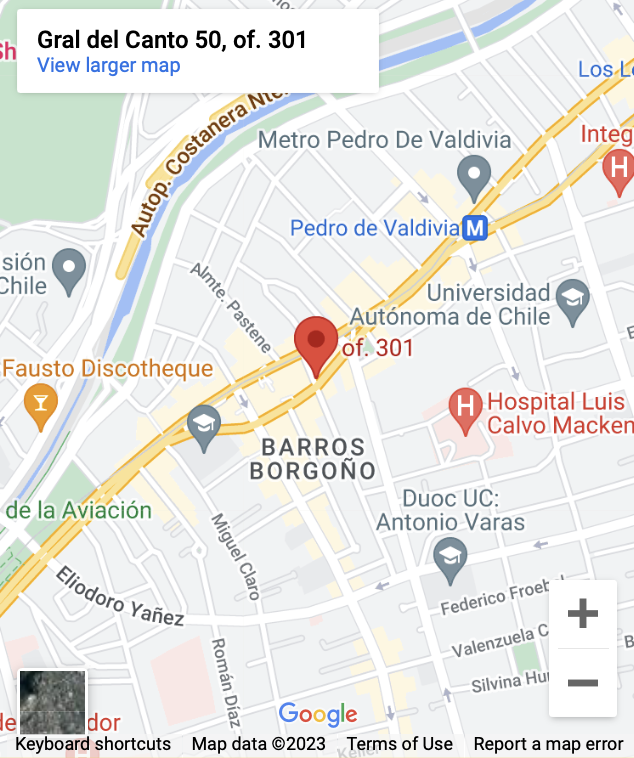 Gral del Canto 50, of. 301
View larger map
Sh
Autop. Costanera Nte.
Los Le
Metro Pedro De Valdivia
Integ
H
Pedro de Valdivia
M
sión
Chile
Almte. Pastene
Universidad
Autónoma de Chile
of. 301
Fausto Discotheque
H
Hospital Luis
Calvo Macken
BARROS
BORGOÑO
de la Aviación
Duoc UC:
Antonio Varas
Miguel Claro
Eliodoro Yañez
Federico Froebel
+
Valenzuela C
Román Díaz
Silvina Hur
−
Google
de
dor
H
Keyboard shortcuts
Map data ©2023
Terms of Use
Report a map error